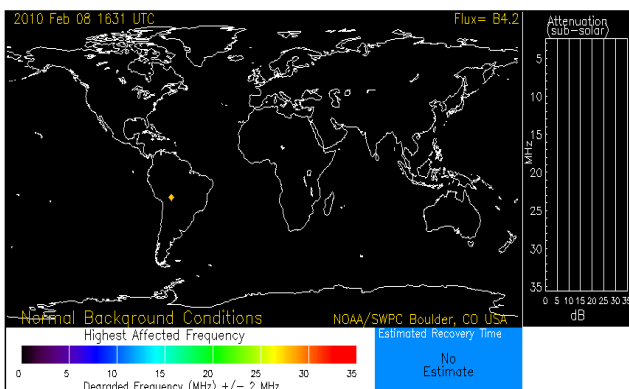 2010 Feb 08 1631 UTC
Flux= B4.2
Attenuation
(sub-solar)
5
10
15
20
25
30
35
MHz
0 5 10 15 20 25 30 35
dB
Normal Background Conditions
NOAA/SWPC Boulder, CO USA
Highest Affected Frequency
0 5 10 15 20 25 30 35
Degraded Frequency (MHz) +/- 2 MHz
Estimated Recovery Time
No
Estimate